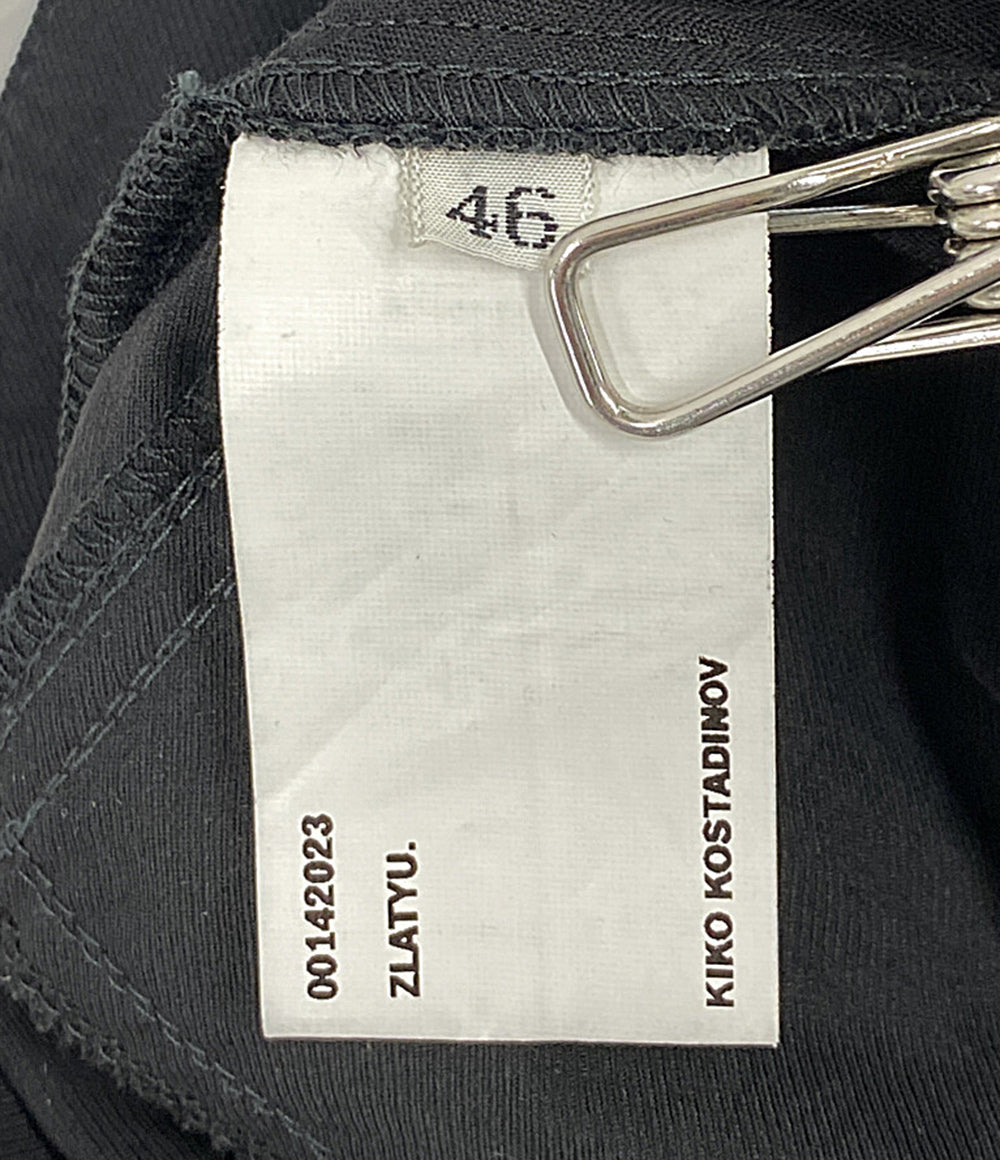 46
00142023
ZLATYU.
KIKO KOSTADINOV